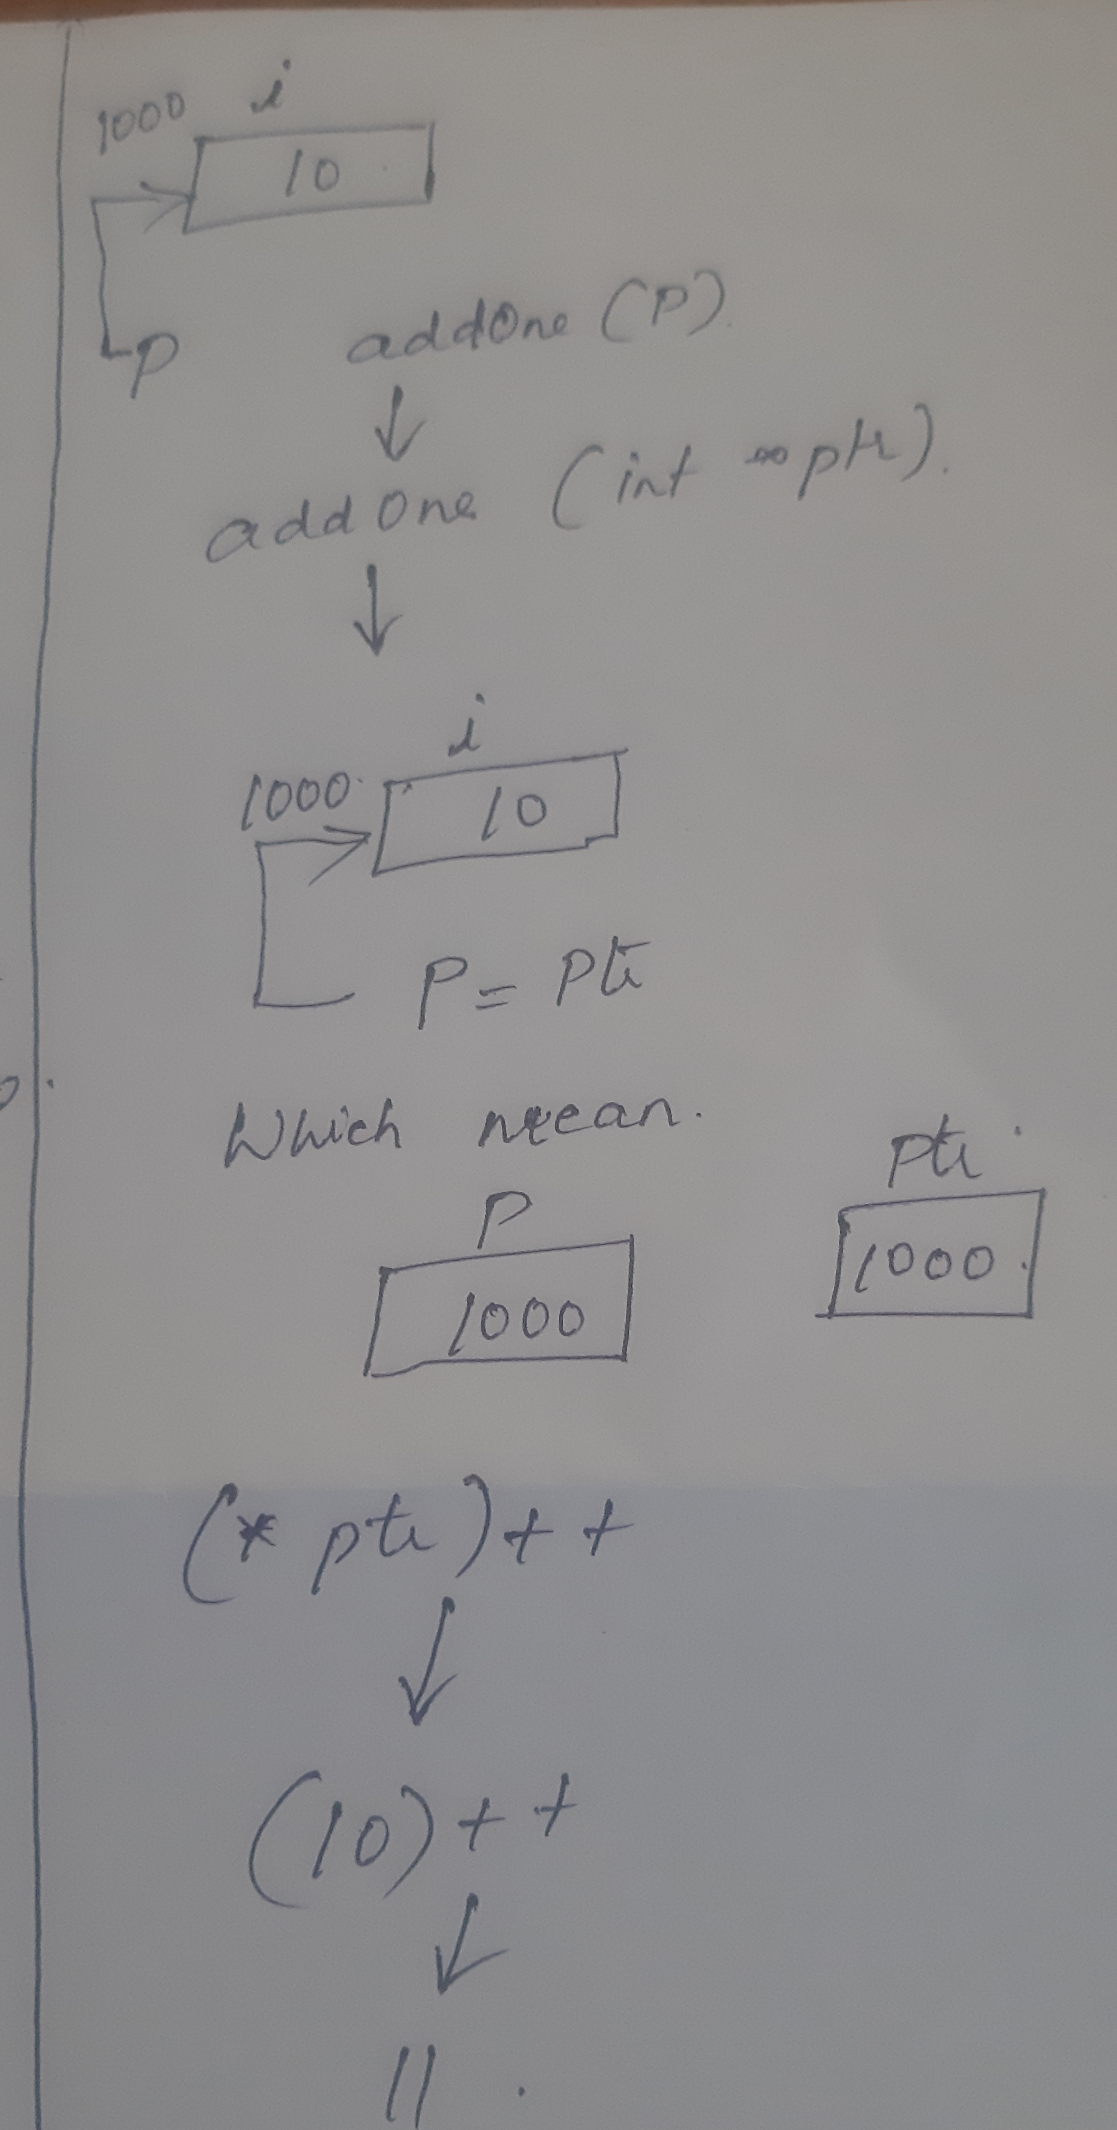 1000 i
10
p addOne (P)
↓
addOne (int *ptr).
↓
i
1000
10
P = Ptr
Which mean.
P
1000
ptr
1000
(* ptr)++
↓
(10)++
↓
11.